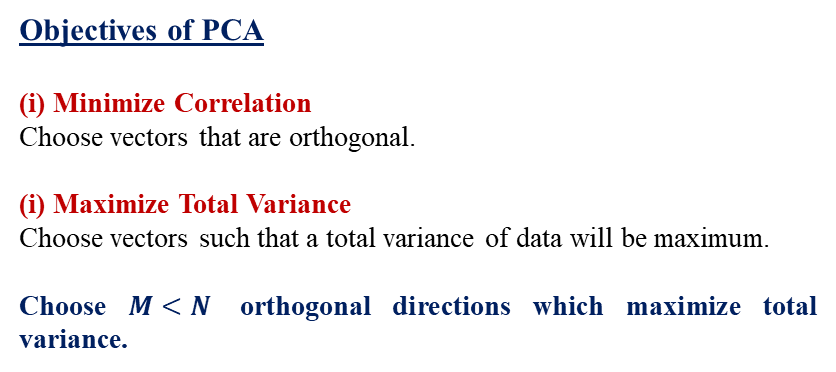 Objectives of PCA
(i) Minimize Correlation
Choose vectors that are orthogonal.
(i) Maximize Total Variance
Choose vectors such that a total variance of data will be maximum.
Choose M < N orthogonal directions which maximize total
variance.